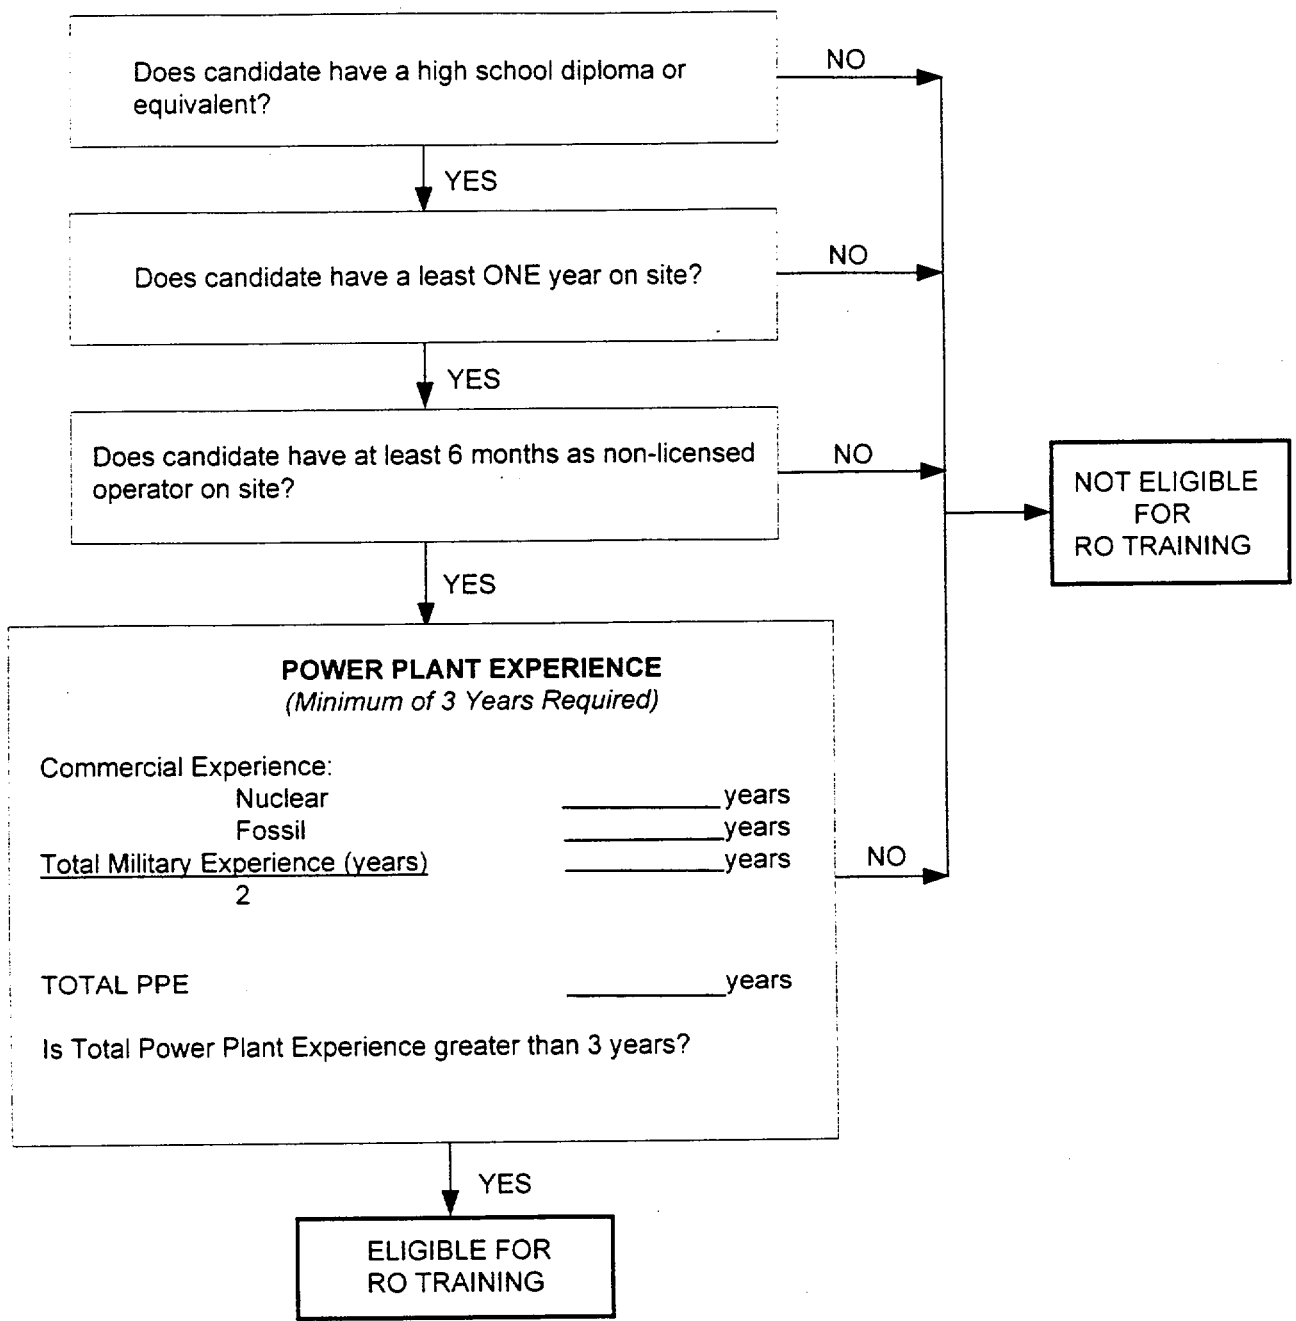 Does candidate have a high school diploma or
equivalent?
NO
YES
Does candidate have a least ONE year on site?
NO
YES
Does candidate have at least 6 months as non-licensed
operator on site?
NO
NOT ELIGIBLE
FOR
RO TRAINING
YES
POWER PLANT EXPERIENCE
(Minimum of 3 Years Required)
Commercial Experience:
Nuclear years
Fossil years
Total Military Experience (years) years
2
NO
TOTAL PPE years
Is Total Power Plant Experience greater than 3 years?
YES
ELIGIBLE FOR
RO TRAINING